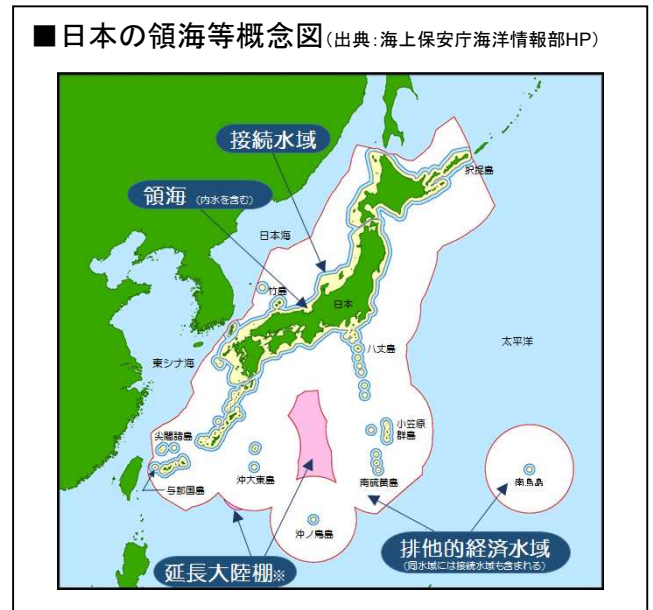 ■日本の領海等概念図(出典:海上保安庁海洋情報部HP)
接続水域
択捉島
領海 (内水を含む)
日本海
竹島
日本
太平洋
八丈島
東シナ海
小笠原
群島
尖閣諸島
沖大東島
南硫黄島
南鳥島
与那国島
沖ノ鳥島
排他的経済水域
(同水域には接続水域も含まれる)
延長大陸棚※